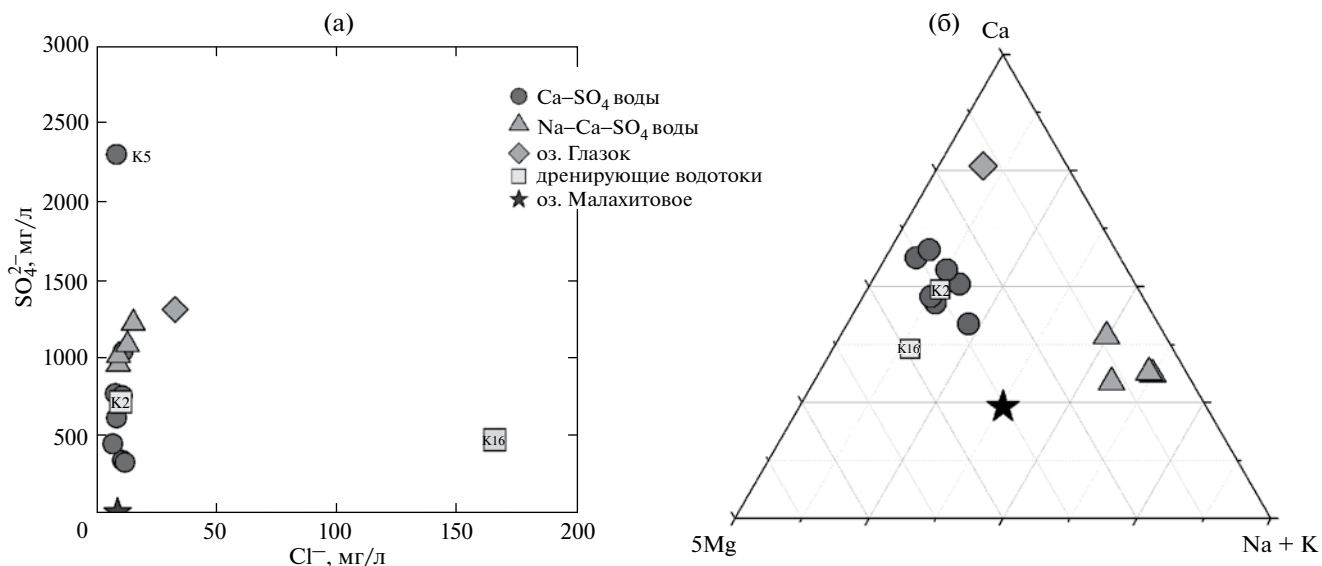 (а)
3000
2500
2000
1500
1000
500
0
50
100
150
200
SO₄²⁻, мг/л
Cl⁻, мг/л
K5
K2
K16
Ca–SO₄ воды
Na–Ca–SO₄ воды
оз. Глазок
дренирующие водотоки
оз. Малахитовое
(б)
Ca
K2
K16
5Mg
Na + K